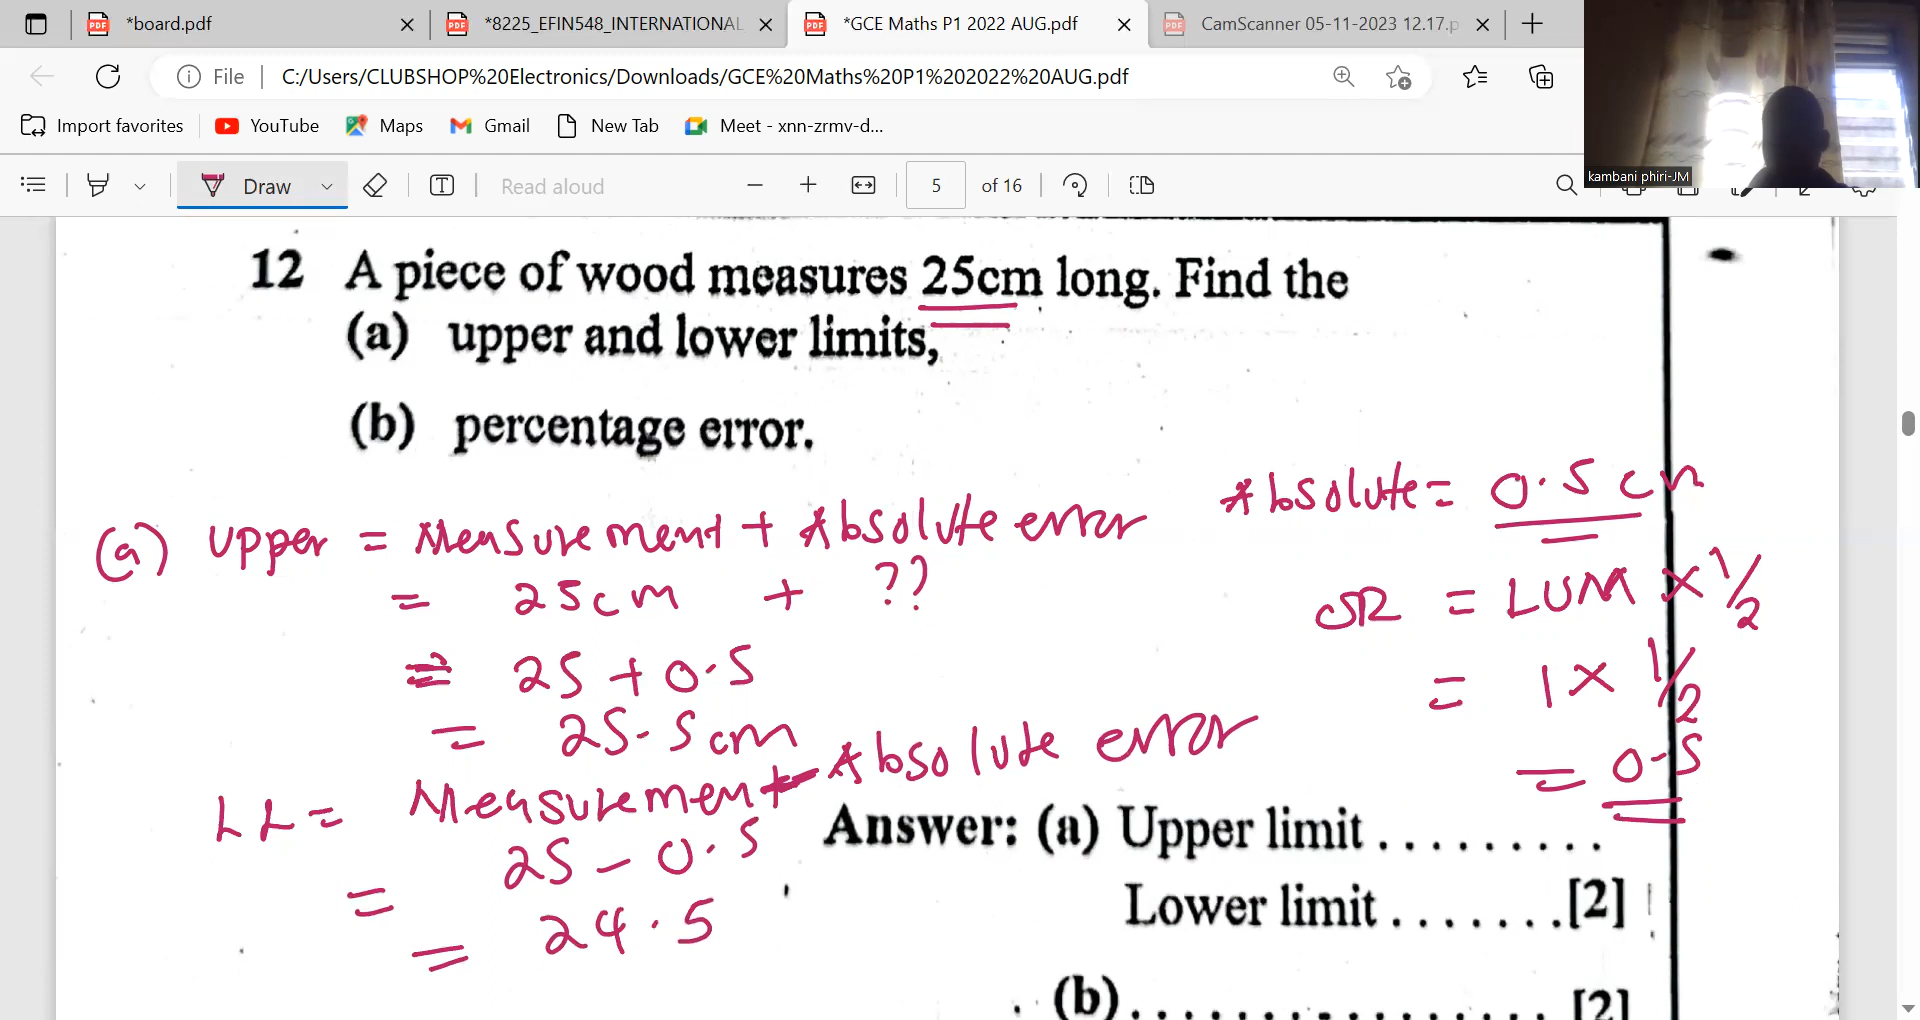 *board.pdf
*8225_EFIN548_INTERNATIONAL
*GCE Maths P1 2022 AUG.pdf
CamScanner 05-11-2023 12.17.p
File
C:/Users/CLUBSHOP%20Electronics/Downloads/GCE%20Maths%20P1%202022%20AUG.pdf
Import favorites
YouTube
Maps
Gmail
New Tab
Meet - xnn-zrmv-d...
kambani phiri-JM
Draw
Read aloud
5 of 16
12 A piece of wood measures 25cm long. Find the
(a) upper and lower limits,
(b) percentage error.
(a) upper = Measurement + Absolute error
= 25cm + ??
= 25 + 0.5
= 25.5cm
LL = Measurement - Absolute error
= 25 - 0.5
= 24.5
Absolute = 0.5 cm
OR = LUM × 1/2
= 1 × 1/2
= 0.5
Answer: (a) Upper limit .........
Lower limit .......[2]
(b) ................ [2]